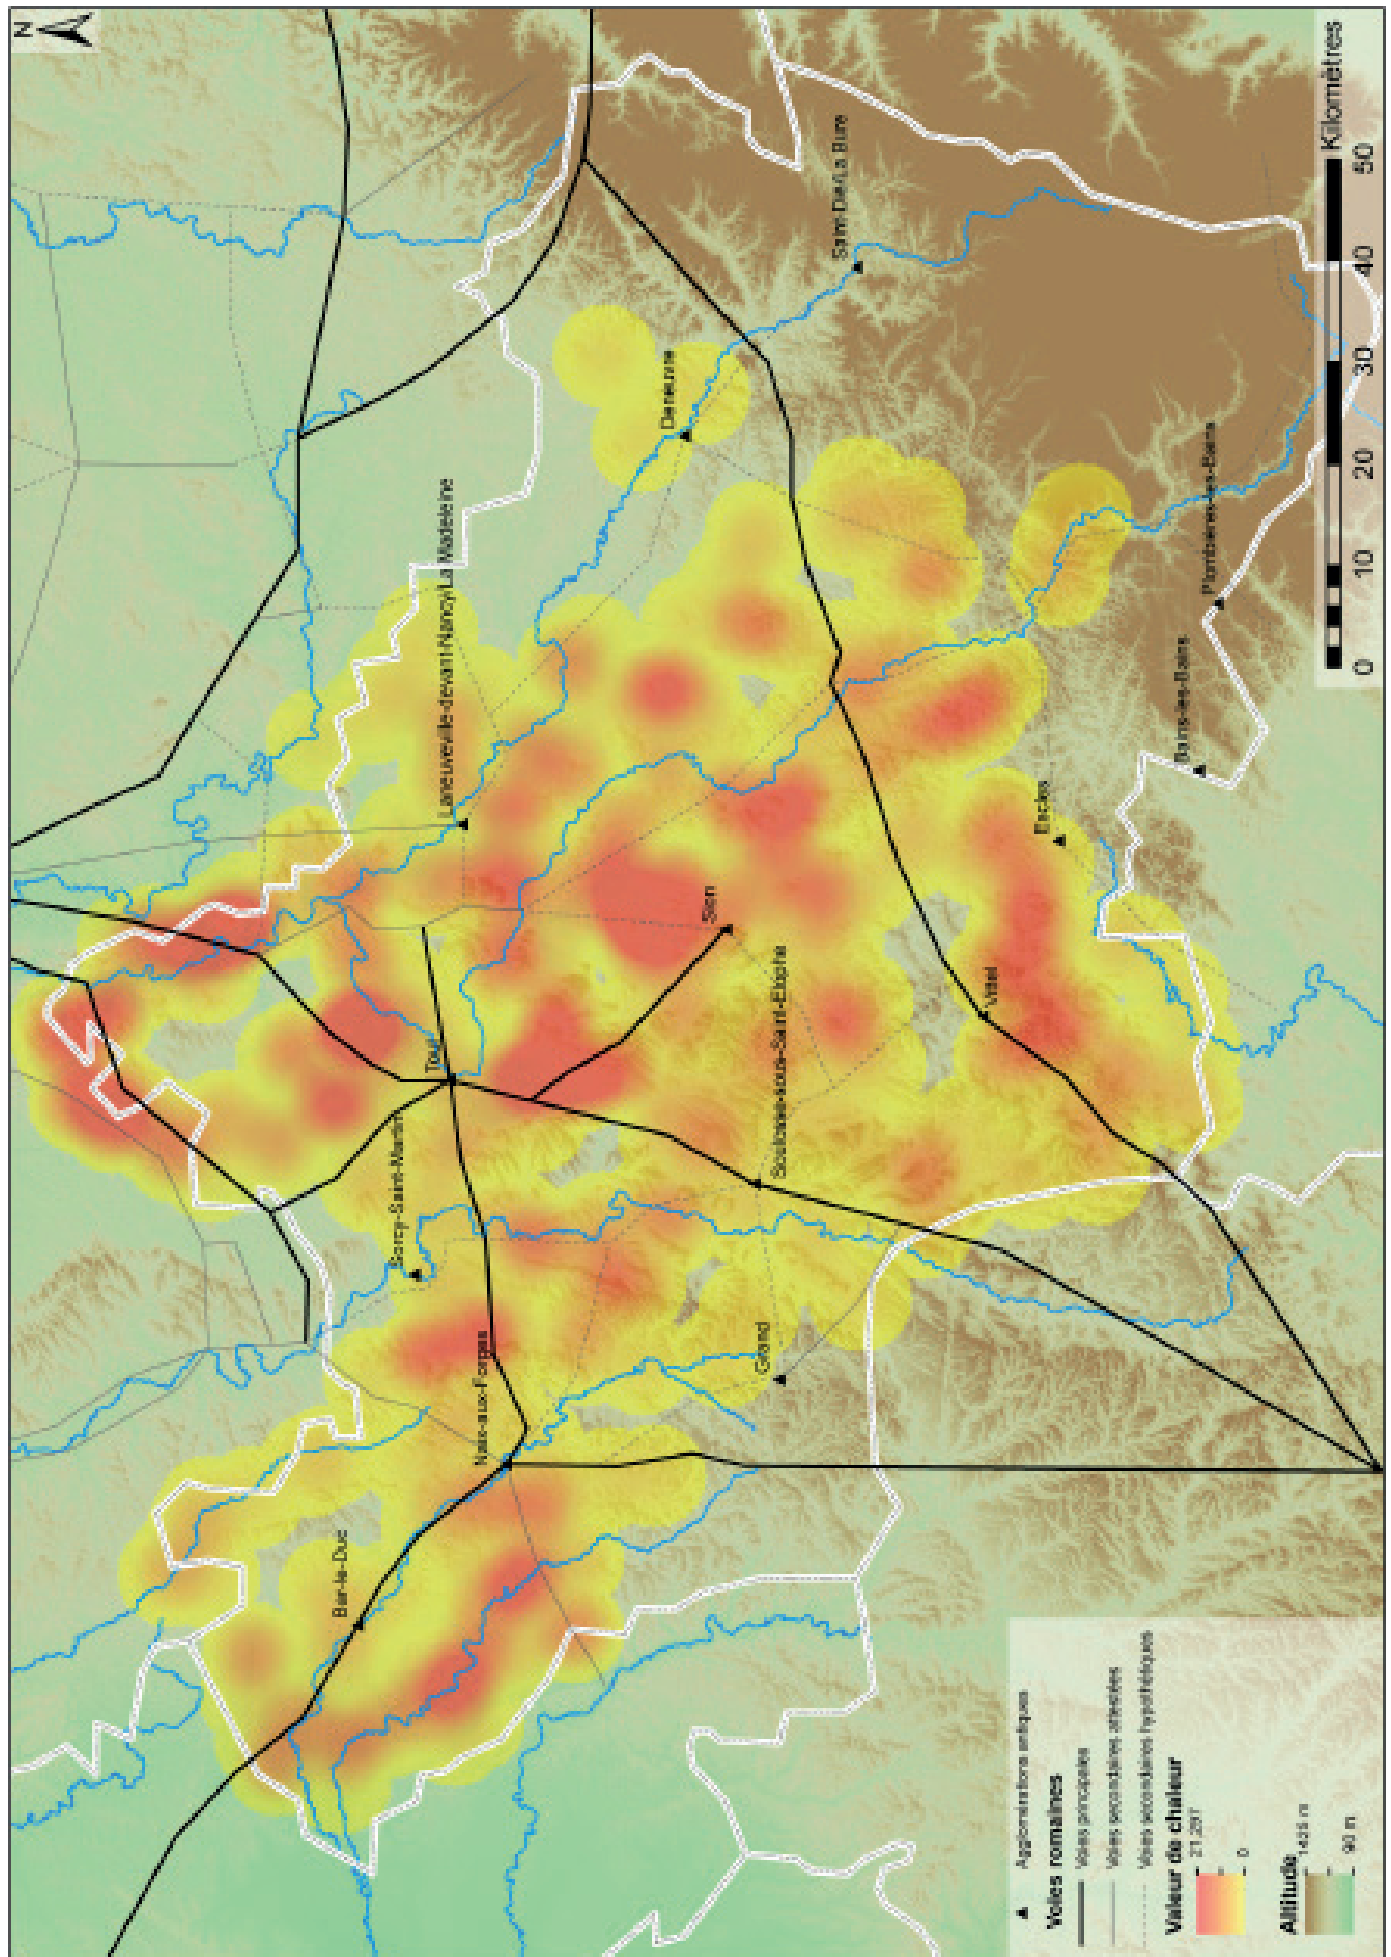 N
Saint-Dié/La Bure
Deneuvre
Laneuveville-devant-Nancy/La Madeleine
Plombières-les-Bains
Bains-les-Bains
Escles
Sion
Toul
Vittel
Soulosse-sous-Saint-Elophe
Sorcy-Saint-Martin
Naix-aux-Forges
Grand
Bar-le-Duc
Kilomètres
0 10 20 30 40 50
Agglomérations antiques
Voies romaines
Voies principales
Voies secondaires attestées
Voies secondaires hypothétiques
Valeur de chaleur
0
Altitude
90 m